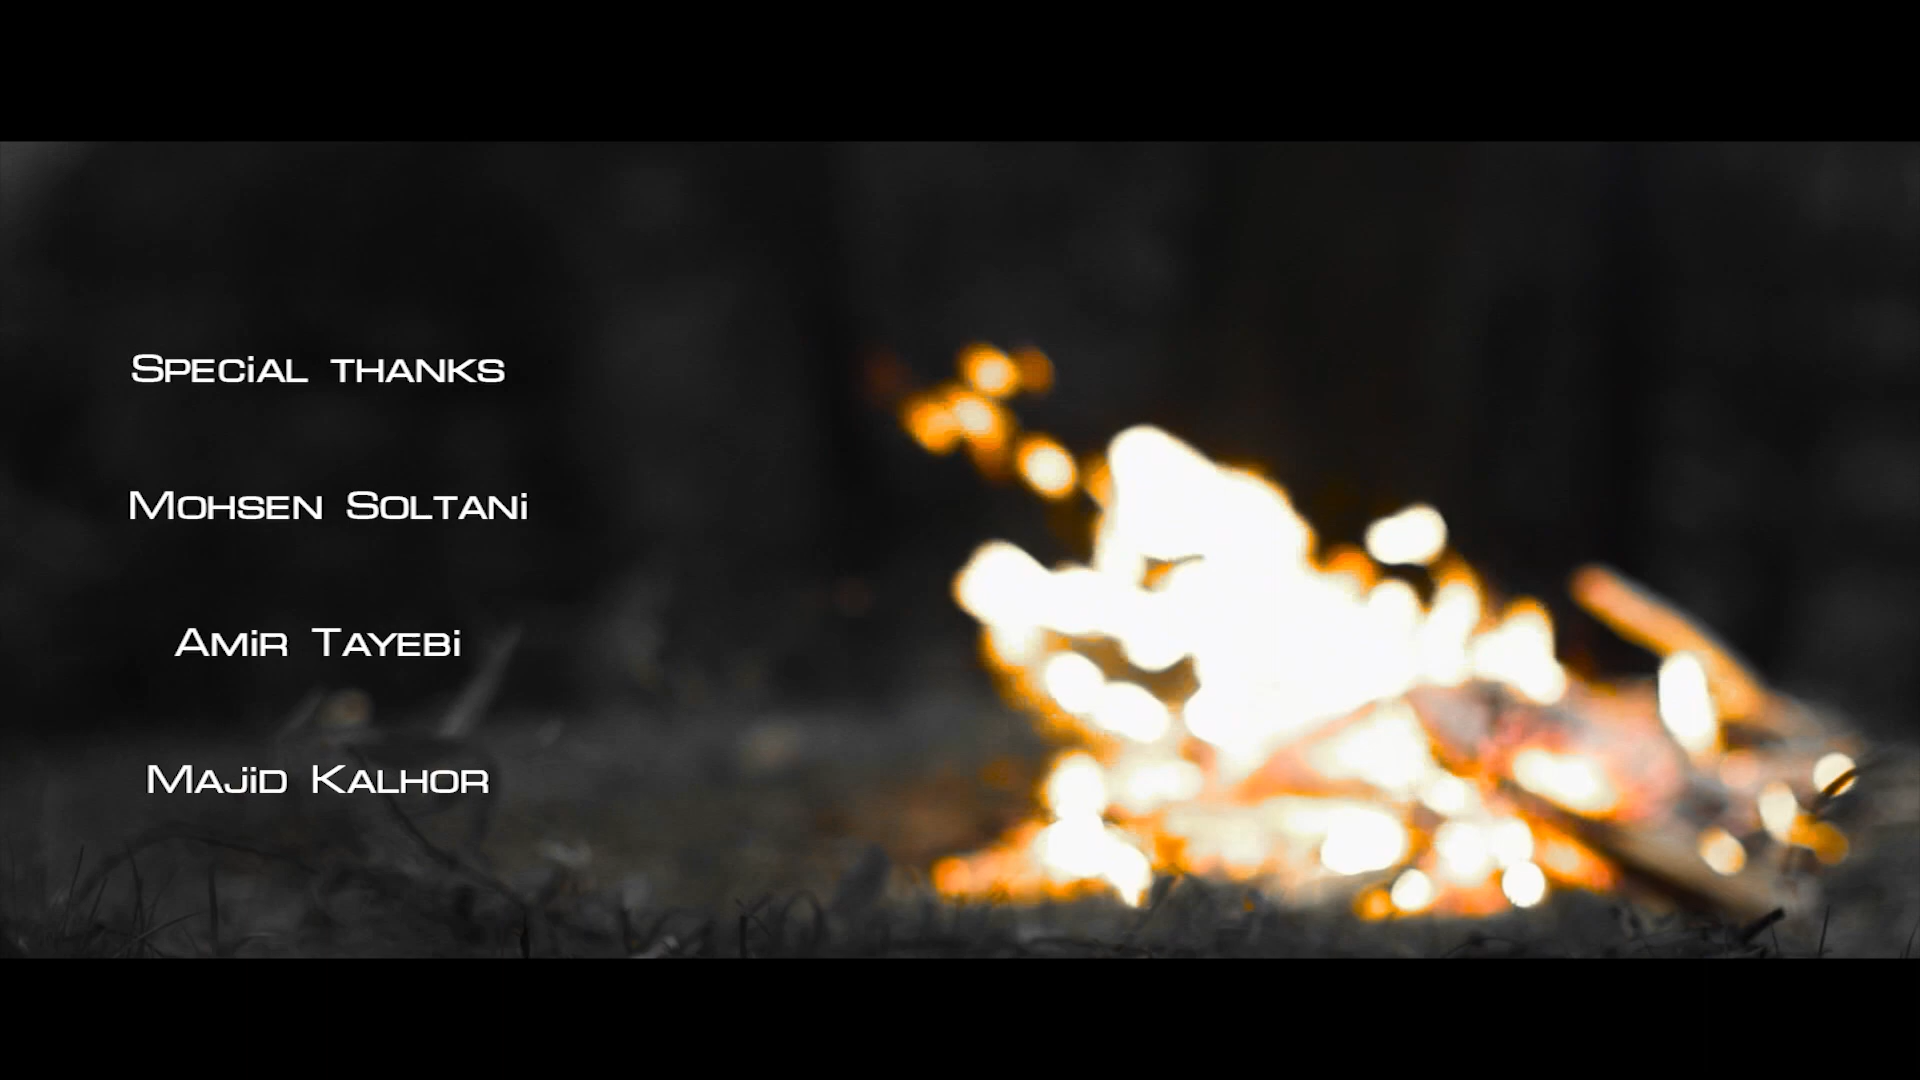 Special thanks
Mohsen Soltani
Amir Tayebi
Majid Kalhor